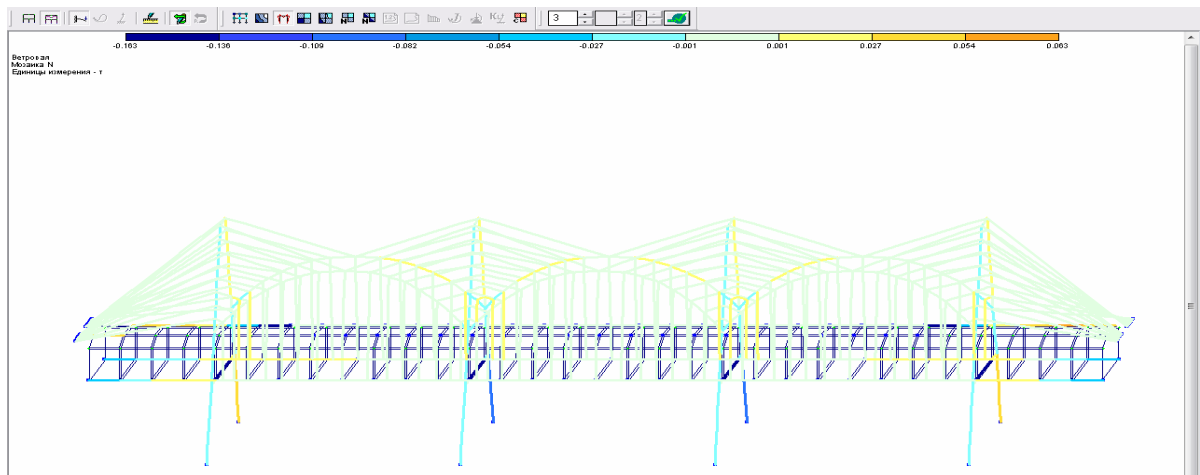 3
2
-0.163 -0.136 -0.109 -0.082 -0.054 -0.027 -0.001 0.001 0.027 0.054 0.063
Ветровая
Мозаика N
Единицы измерения - т